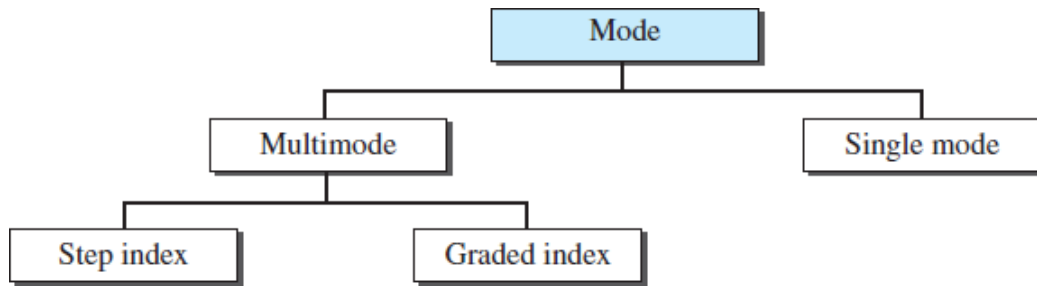 Mode
Multimode
Single mode
Step index
Graded index